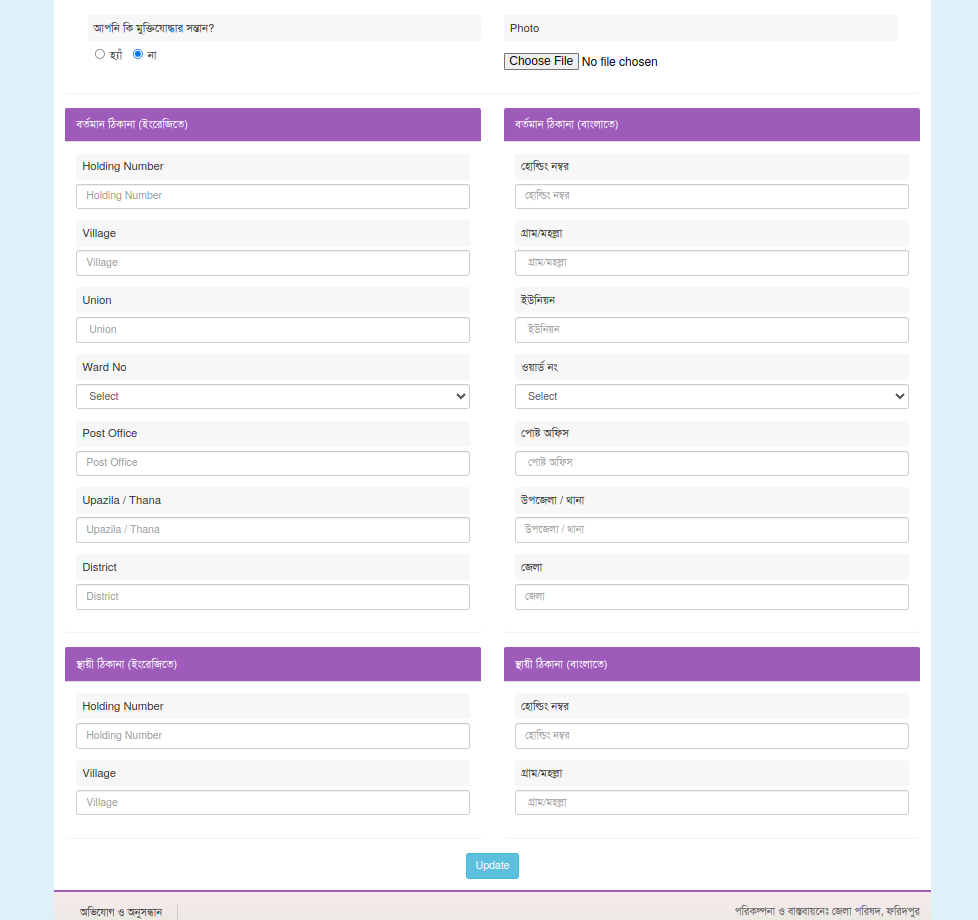 আপনি কি মুক্তিযোদ্ধার সন্তান?
হ্যাঁ না
Photo
Choose File No file chosen
বর্তমান ঠিকানা (ইংরেজিতে)
Holding Number
Holding Number
Village
Village
Union
Union
Ward No
Select
Post Office
Post Office
Upazila / Thana
Upazila / Thana
District
District
বর্তমান ঠিকানা (বাংলাতে)
হোল্ডিং নম্বর
হোল্ডিং নম্বর
গ্রাম/মহল্লা
গ্রাম/মহল্লা
ইউনিয়ন
ইউনিয়ন
ওয়ার্ড নং
Select
পোষ্ট অফিস
পোষ্ট অফিস
উপজেলা / থানা
উপজেলা / থানা
জেলা
জেলা
স্থায়ী ঠিকানা (ইংরেজিতে)
Holding Number
Holding Number
Village
Village
স্থায়ী ঠিকানা (বাংলাতে)
হোল্ডিং নম্বর
হোল্ডিং নম্বর
গ্রাম/মহল্লা
গ্রাম/মহল্লা
Update
অভিযোগ ও অনুসন্ধান
পরিকল্পনা ও বাস্তবায়নেঃ জেলা পরিষদ, ফরিদপুর